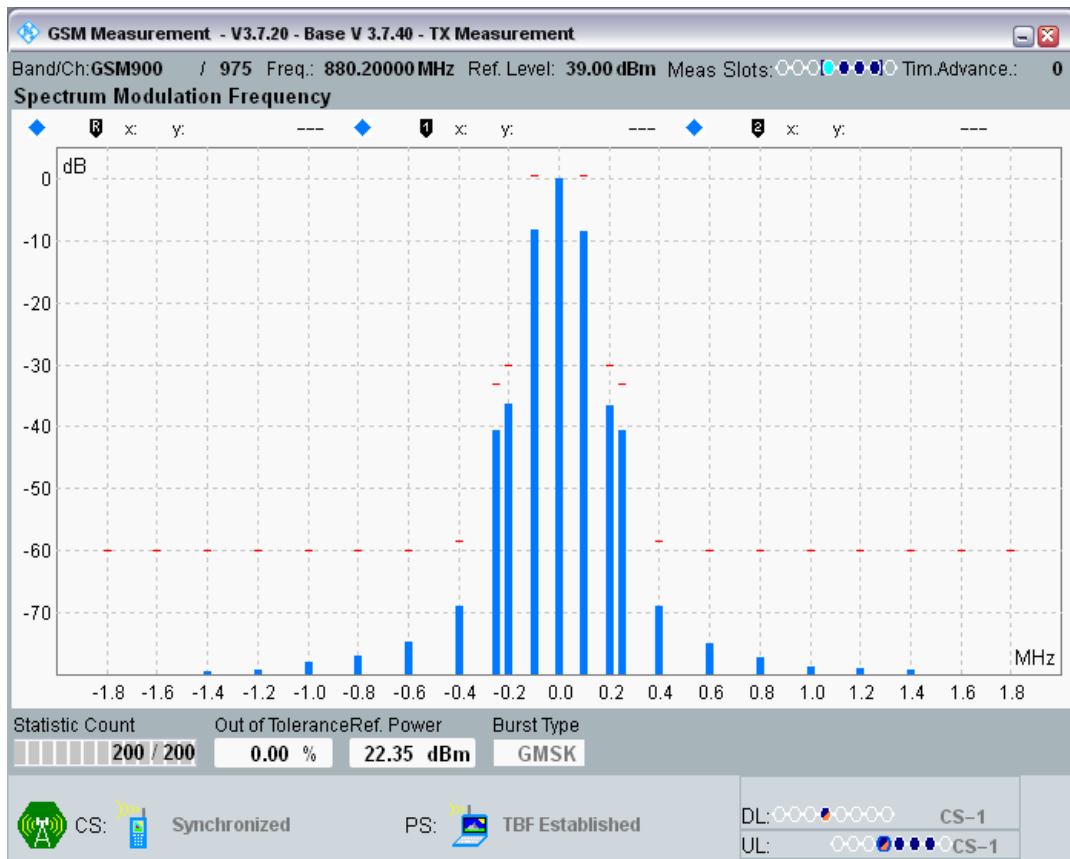 GSM Measurement - V3.7.20 - Base V 3.7.40 - TX Measurement
Band/Ch:GSM900 / 975 Freq.: 880.20000 MHz Ref. Level: 39.00 dBm Meas Slots: Tim.Advance.: 0
Spectrum Modulation Frequency
R x: y: --- 1 x: y: --- 2 x: y: ---
dB
0
-10
-20
-30
-40
-50
-60
-70
MHz
-1.8 -1.6 -1.4 -1.2 -1.0 -0.8 -0.6 -0.4 -0.2 0.0 0.2 0.4 0.6 0.8 1.0 1.2 1.4 1.6 1.8
Statistic Count Out of Tolerance Ref. Power Burst Type
200 / 200 0.00 % 22.35 dBm GMSK
DL: CS-1
CS: Synchronized PS: TBF Established
UL: CS-1